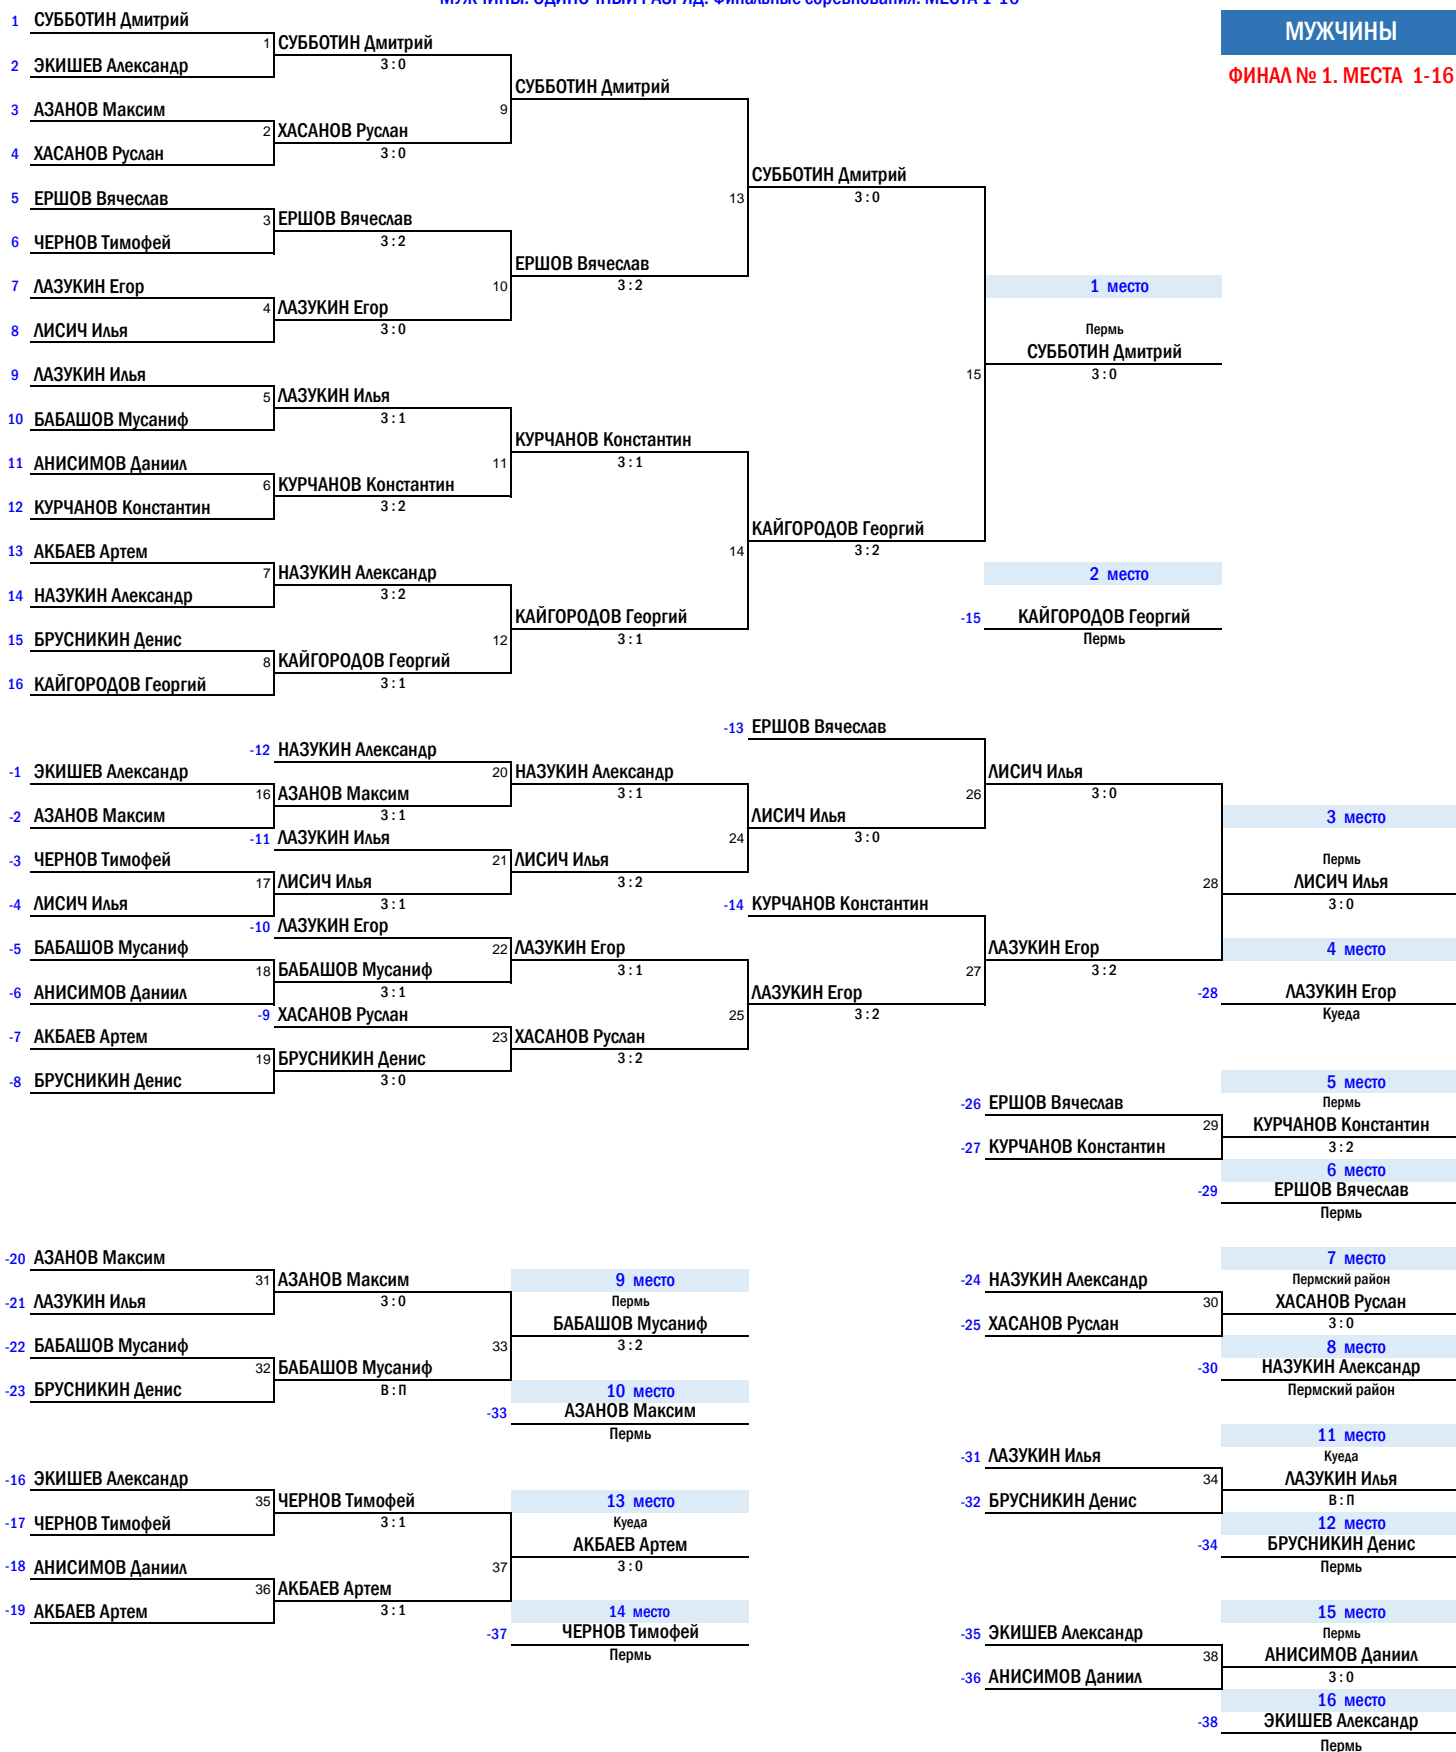 МУЖЧИНЫ. ОДИНОЧНЫЙ РАЗРЯД. Финальные соревнования. МЕСТА 1-16
МУЖЧИНЫ
ФИНАЛ № 1. МЕСТА 1-16
1 СУББОТИН Дмитрий
1 СУББОТИН Дмитрий
2 ЭКИШЕВ Александр
3 : 0
СУББОТИН Дмитрий
3 АЗАНОВ Максим
9
2 ХАСАНОВ Руслан
4 ХАСАНОВ Руслан
3 : 0
СУББОТИН Дмитрий
5 ЕРШОВ Вячеслав
13
3 : 0
3 ЕРШОВ Вячеслав
6 ЧЕРНОВ Тимофей
3 : 2
ЕРШОВ Вячеслав
7 ЛАЗУКИН Егор
10
3 : 2
1 место
4 ЛАЗУКИН Егор
8 ЛИСИЧ Илья
3 : 0
Пермь
СУББОТИН Дмитрий
9 ЛАЗУКИН Илья
15
3 : 0
5 ЛАЗУКИН Илья
10 БАБАШОВ Мусаниф
3 : 1
КУРЧАНОВ Константин
11 АНИСИМОВ Даниил
11
3 : 1
6 КУРЧАНОВ Константин
12 КУРЧАНОВ Константин
3 : 2
КАЙГОРОДОВ Георгий
13 АКБАЕВ Артем
14
3 : 2
7 НАЗУКИН Александр
2 место
14 НАЗУКИН Александр
3 : 2
КАЙГОРОДОВ Георгий
-15 КАЙГОРОДОВ Георгий
15 БРУСНИКИН Денис
12
3 : 1
Пермь
8 КАЙГОРОДОВ Георгий
16 КАЙГОРОДОВ Георгий
3 : 1
-13 ЕРШОВ Вячеслав
-12 НАЗУКИН Александр
-1 ЭКИШЕВ Александр
20 НАЗУКИН Александр
ЛИСИЧ Илья
16 АЗАНОВ Максим
3 : 1
26
3 : 0
-2 АЗАНОВ Максим
3 : 1
ЛИСИЧ Илья
3 место
-11 ЛАЗУКИН Илья
24
3 : 0
-3 ЧЕРНОВ Тимофей
21 ЛИСИЧ Илья
Пермь
17 ЛИСИЧ Илья
3 : 2
28
ЛИСИЧ Илья
-4 ЛИСИЧ Илья
3 : 1
-14 КУРЧАНОВ Константин
3 : 0
-10 ЛАЗУКИН Егор
-5 БАБАШОВ Мусаниф
22 ЛАЗУКИН Егор
ЛАЗУКИН Егор
4 место
18 БАБАШОВ Мусаниф
3 : 1
27
3 : 2
-6 АНИСИМОВ Даниил
3 : 1
ЛАЗУКИН Егор
-28 ЛАЗУКИН Егор
-9 ХАСАНОВ Руслан
25
3 : 2
Куеда
-7 АКБАЕВ Артем
23 ХАСАНОВ Руслан
19 БРУСНИКИН Денис
3 : 2
-8 БРУСНИКИН Денис
3 : 0
5 место
-26 ЕРШОВ Вячеслав
Пермь
29 КУРЧАНОВ Константин
-27 КУРЧАНОВ Константин
3 : 2
6 место
-29 ЕРШОВ Вячеслав
Пермь
-20 АЗАНОВ Максим
7 место
31 АЗАНОВ Максим
9 место
-24 НАЗУКИН Александр
Пермский район
-21 ЛАЗУКИН Илья
3 : 0
Пермь
30 ХАСАНОВ Руслан
БАБАШОВ Мусаниф
-25 ХАСАНОВ Руслан
3 : 0
-22 БАБАШОВ Мусаниф
33
3 : 2
8 место
32 БАБАШОВ Мусаниф
-30 НАЗУКИН Александр
-23 БРУСНИКИН Денис
В : П
10 место
Пермский район
-33 АЗАНОВ Максим
Пермь
11 место
-31 ЛАЗУКИН Илья
Куеда
-16 ЭКИШЕВ Александр
34 ЛАЗУКИН Илья
35 ЧЕРНОВ Тимофей
13 место
-32 БРУСНИКИН Денис
В : П
-17 ЧЕРНОВ Тимофей
3 : 1
Куеда
12 место
АКБАЕВ Артем
-34 БРУСНИКИН Денис
-18 АНИСИМОВ Даниил
37
3 : 0
Пермь
36 АКБАЕВ Артем
-19 АКБАЕВ Артем
3 : 1
14 место
15 место
-37 ЧЕРНОВ Тимофей
-35 ЭКИШЕВ Александр
Пермь
Пермь
38 АНИСИМОВ Даниил
-36 АНИСИМОВ Даниил
3 : 0
16 место
-38 ЭКИШЕВ Александр
Пермь